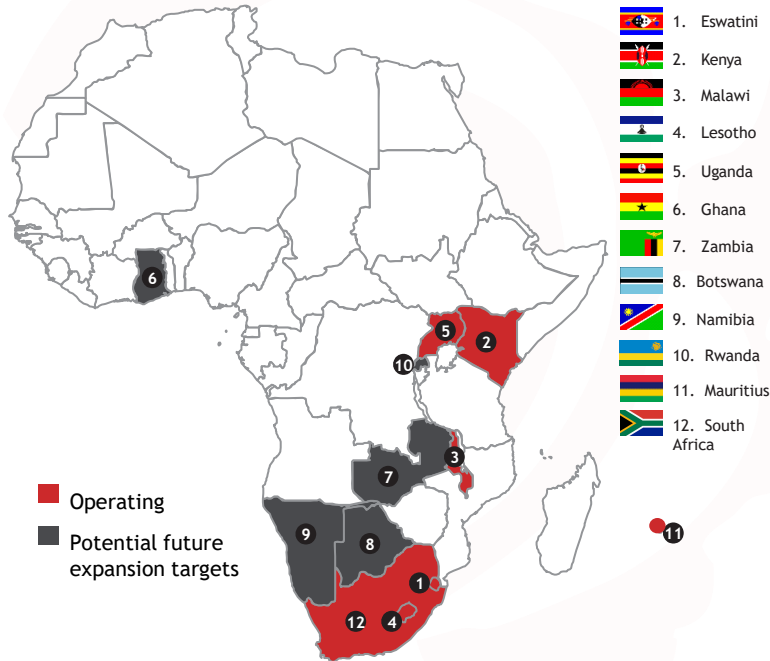 1. Eswatini
2. Kenya
3. Malawi
4. Lesotho
5. Uganda
6. Ghana
7. Zambia
8. Botswana
9. Namibia
10. Rwanda
11. Mauritius
12. South
Africa
6
5
2
10
3
7
9
8
11
1
12
4
Operating
Potential future
expansion targets